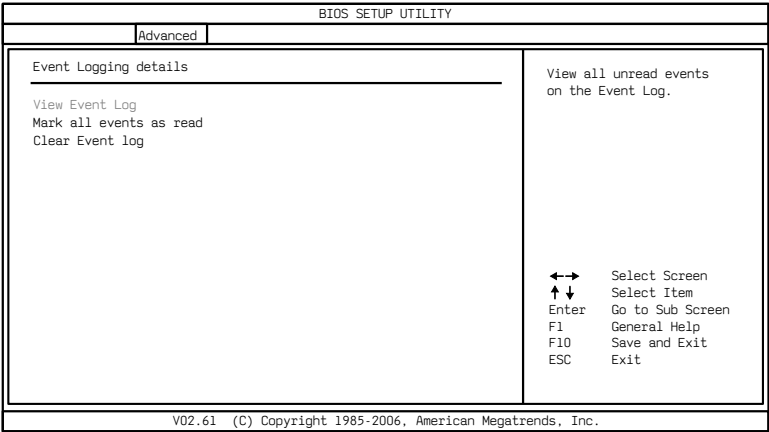 BIOS SETUP UTILITY
Advanced
Event Logging details
View Event Log
Mark all events as read
Clear Event log
View all unread events
on the Event Log.
←→ Select Screen
↑↓ Select Item
Enter Go to Sub Screen
F1 General Help
F10 Save and Exit
ESC Exit
V02.61 (C) Copyright 1985-2006, American Megatrends, Inc.